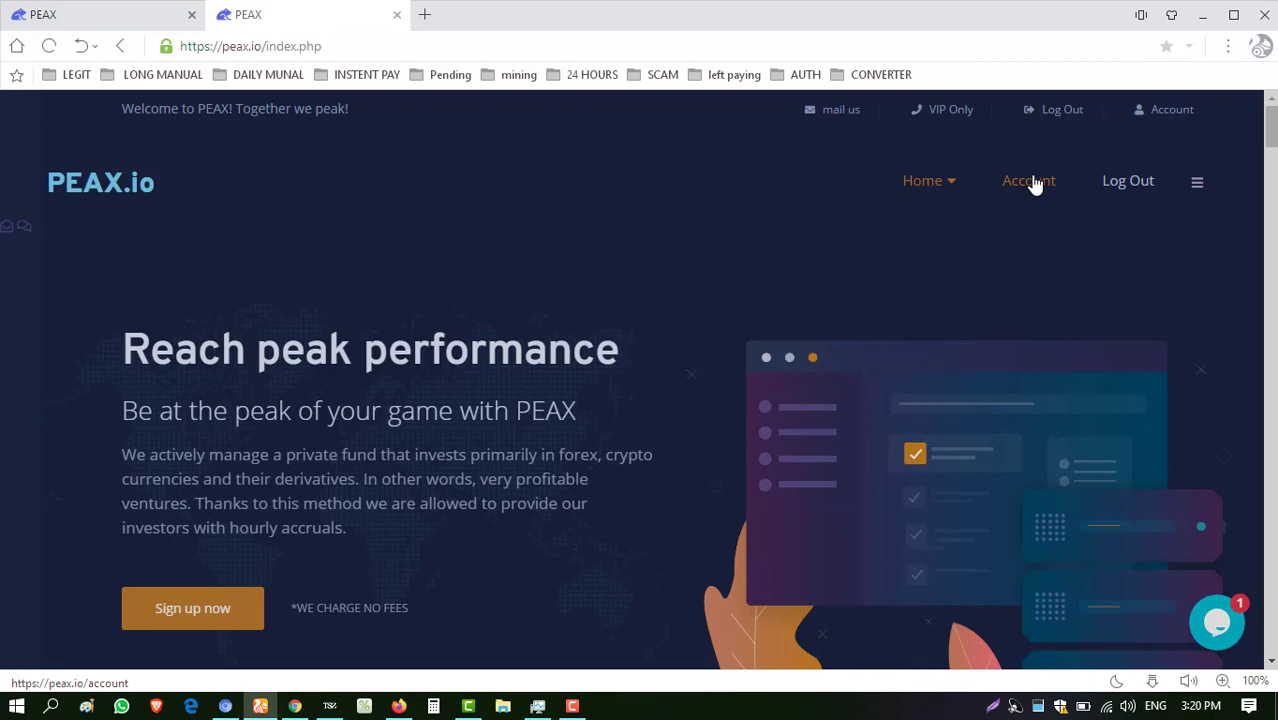 PEAX
PEAX
https://peax.io/index.php
LEGIT LONG MANUAL DAILY MUNAL INSTENT PAY Pending mining 24 HOURS SCAM left paying AUTH CONVERTER
Welcome to PEAX! Together we peak!
mail us VIP Only Log Out Account
PEAX.io
Home Account Log Out
Reach peak performance
Be at the peak of your game with PEAX
We actively manage a private fund that invests primarily in forex, crypto
currencies and their derivatives. In other words, very profitable
ventures. Thanks to this method we are allowed to provide our
investors with hourly accruals.
Sign up now
*WE CHARGE NO FEES
1
https://peax.io/account
100%
ENG 3:20 PM